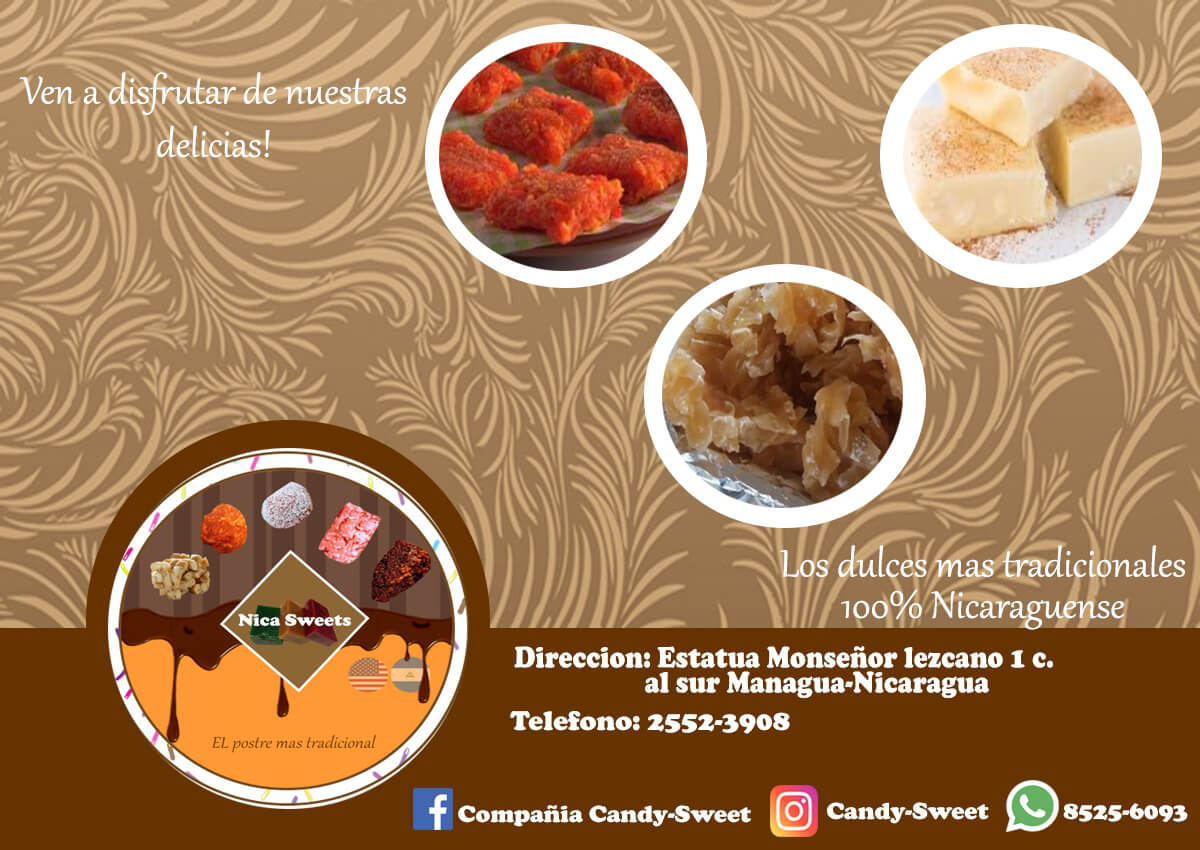 Ven a disfrutar de nuestras
delicias!
Los dulces mas tradicionales
100% Nicaraguense
Nica Sweets
EL postre mas tradicional
Direccion: Estatua Monseñor lezcano 1 c.
al sur Managua-Nicaragua
Telefono: 2552-3908
Compañia Candy-Sweet
Candy-Sweet
8525-6093